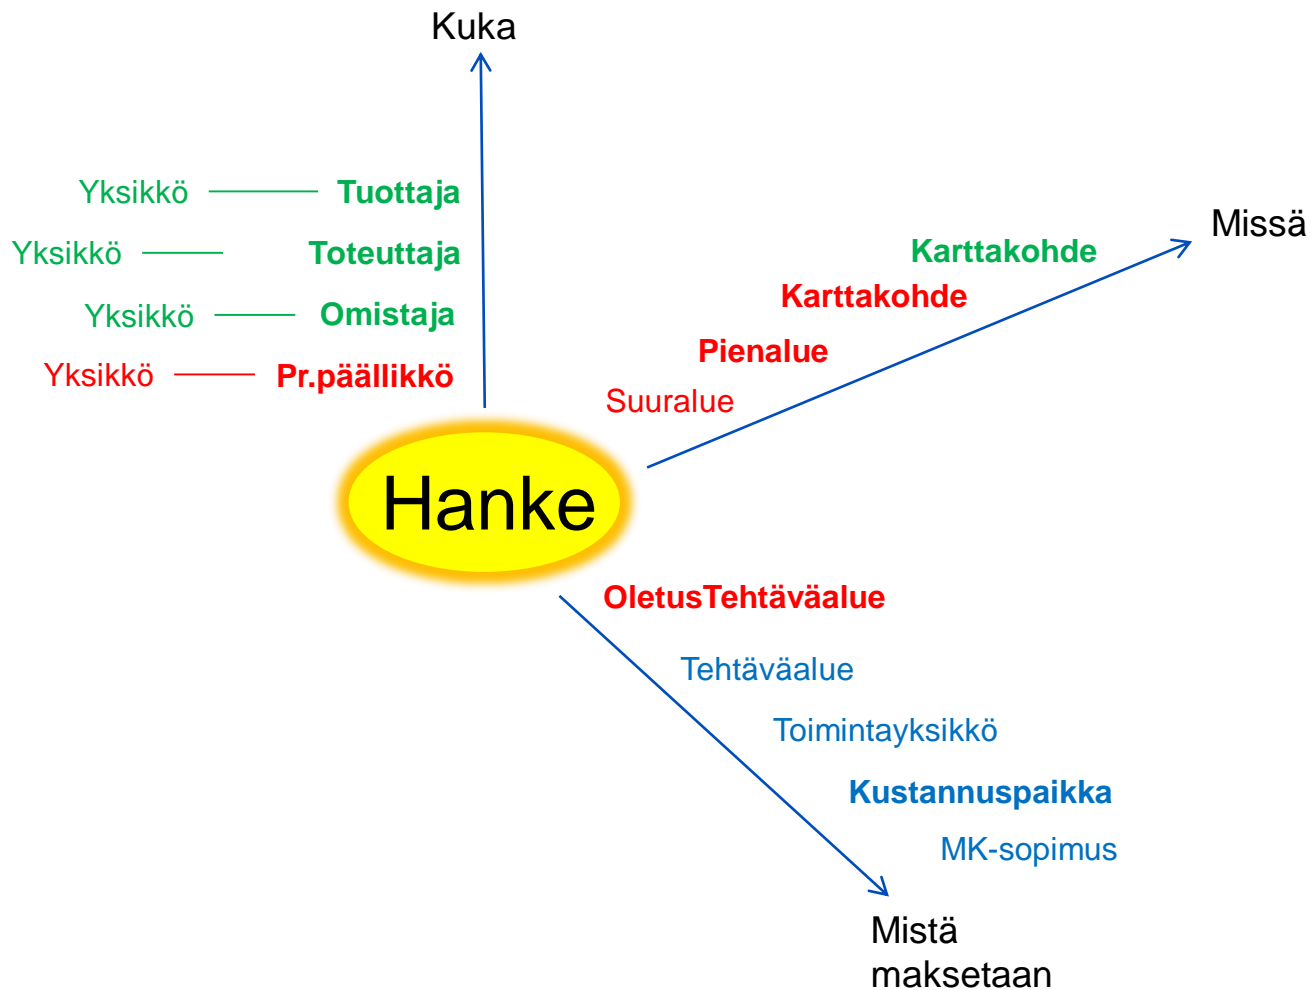 Kuka
Yksikkö Tuottaja
Yksikkö Toteuttaja
Yksikkö Omistaja
Yksikkö Pr.päällikkö
Missä
Karttakohde
Karttakohde
Pienalue
Suuralue
Hanke
OletusTehtäväalue
Tehtäväalue
Toimintayksikkö
Kustannuspaikka
MK-sopimus
Mistä
maksetaan